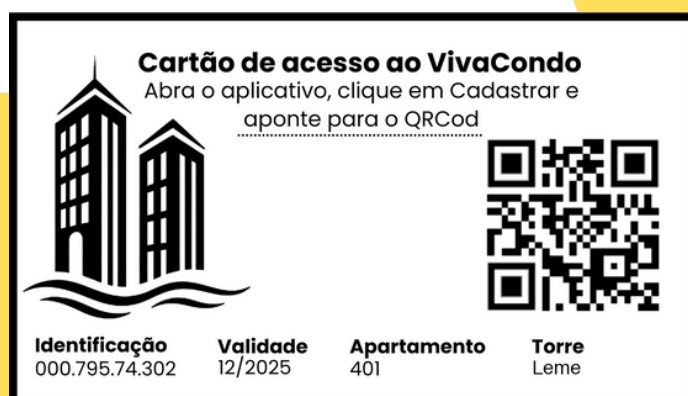 Cartão de acesso ao VivaCondo
Abra o aplicativo, clique em Cadastrar e
aponte para o QRCod
Identificação Validade Apartamento Torre
000.795.74.302 12/2025 401 Leme